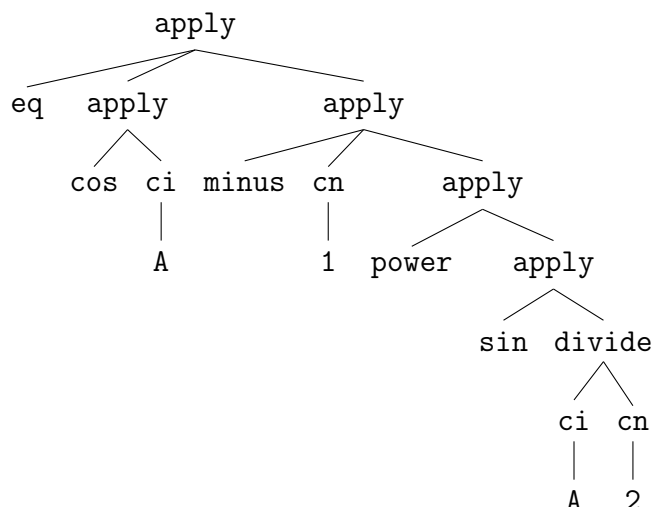 apply
eq apply apply
cos ci minus cn apply
A 1 power apply
sin divide
ci cn
A 2